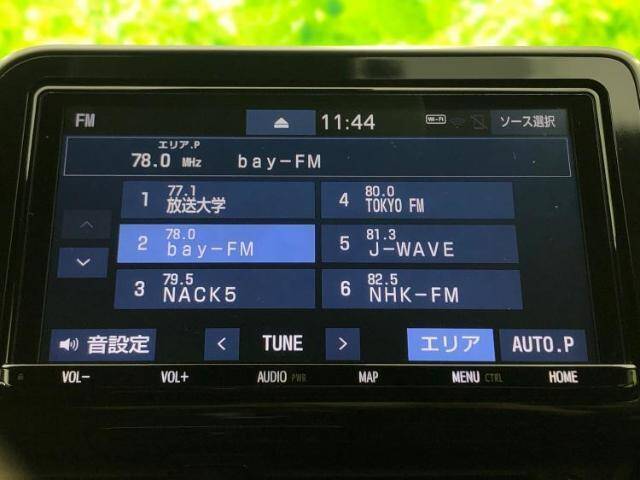 FM
11:44
Wi-Fi
ソース選択
エリア.P
78.0 MHz bay-FM
1 77.1 放送大学
4 80.0 TOKYO FM
2 78.0 bay-FM
5 81.3 J-WAVE
3 79.5 NACK5
6 82.5 NHK-FM
音設定
< TUNE >
エリア
AUTO.P
VOL- VOL+ AUDIO PWR MAP MENU CTRL HOME